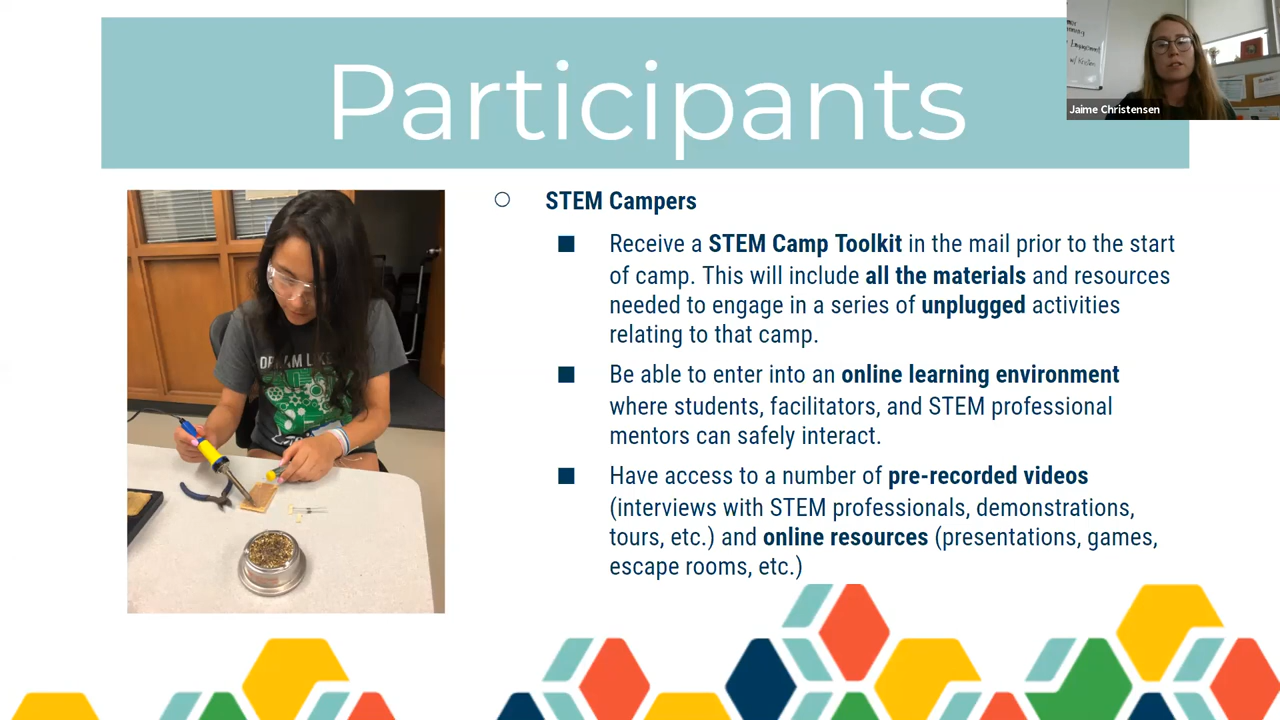 Participants
Jaime Christensen
STEM Campers
Receive a STEM Camp Toolkit in the mail prior to the start
of camp. This will include all the materials and resources
needed to engage in a series of unplugged activities
relating to that camp.
Be able to enter into an online learning environment
where students, facilitators, and STEM professional
mentors can safely interact.
Have access to a number of pre-recorded videos
(interviews with STEM professionals, demonstrations,
tours, etc.) and online resources (presentations, games,
escape rooms, etc.)